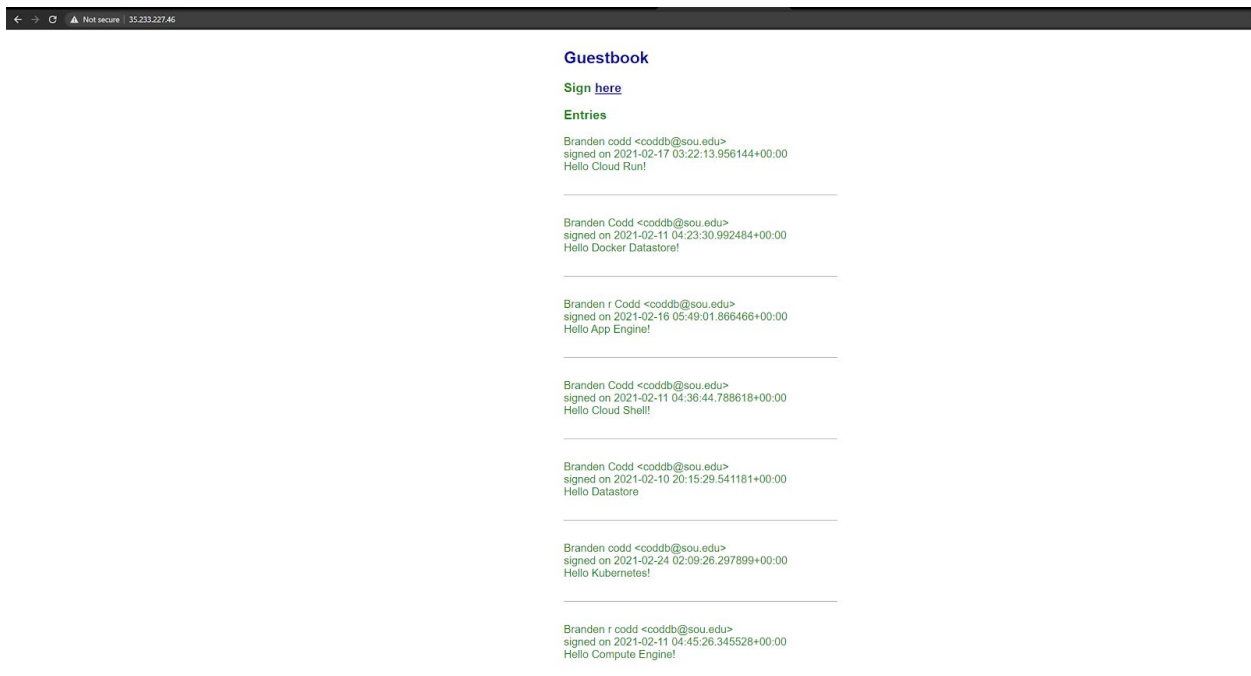 Not secure | 35.233.227.46
Guestbook
Sign here
Entries
Branden codd <coddb@sou.edu>
signed on 2021-02-17 03:22:13.956144+00:00
Hello Cloud Run!
Branden Codd <coddb@sou.edu>
signed on 2021-02-11 04:23:30.992484+00:00
Hello Docker Datastore!
Branden r Codd <coddb@sou.edu>
signed on 2021-02-16 05:49:01.866466+00:00
Hello App Engine!
Branden Codd <coddb@sou.edu>
signed on 2021-02-11 04:36:44.788618+00:00
Hello Cloud Shell!
Branden Codd <coddb@sou.edu>
signed on 2021-02-10 20:15:29.541181+00:00
Hello Datastore
Branden codd <coddb@sou.edu>
signed on 2021-02-24 02:09:26.297899+00:00
Hello Kubernetes!
Branden r codd <coddb@sou.edu>
signed on 2021-02-11 04:45:26.345528+00:00
Hello Compute Engine!